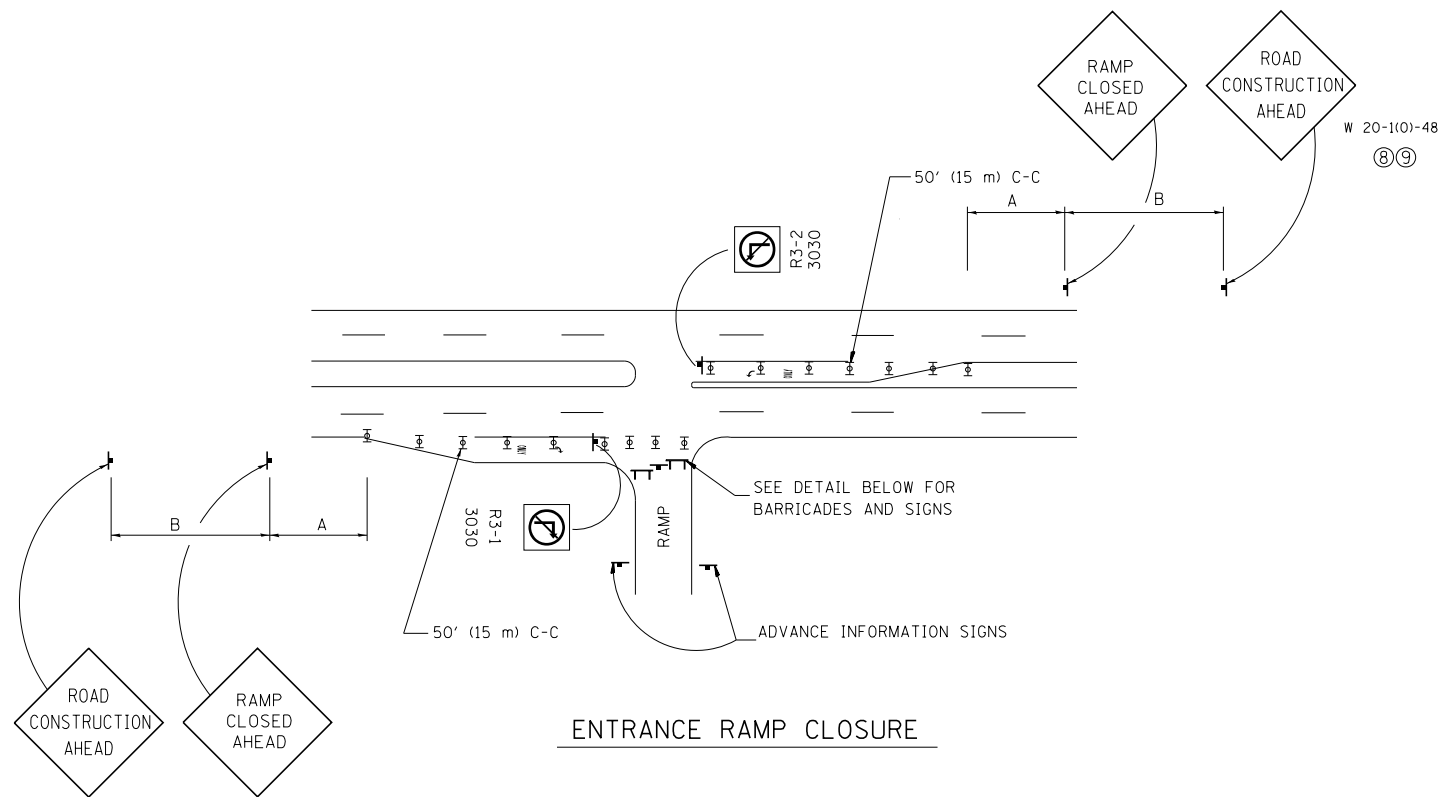 RAMP
CLOSED
AHEAD
ROAD
CONSTRUCTION
AHEAD
W 20-1(O)-48
⑧⑨
50' (15 m) C-C
A
B
R3-2
3030
ONLY
ONLY
SEE DETAIL BELOW FOR
BARRICADES AND SIGNS
B
A
R3-1
3030
RAMP
50' (15 m) C-C
ADVANCE INFORMATION SIGNS
ROAD
CONSTRUCTION
AHEAD
RAMP
CLOSED
AHEAD
ENTRANCE RAMP CLOSURE